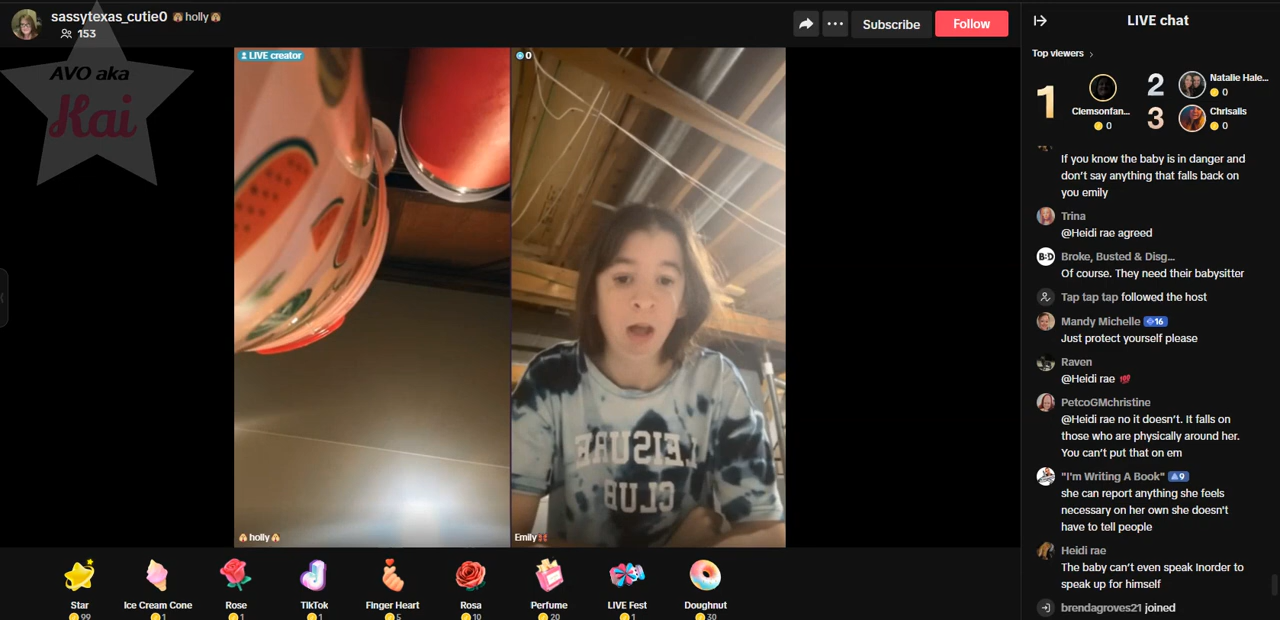 sassytexas_cutie0 🙈holly🙈
153
Subscribe
Follow
AVO aka
Kai
LIVE creator
0
LEISURE
CLUB
🙈holly🙈
Emily🎀
Star
99
Ice Cream Cone
1
Rose
1
TikTok
1
Finger Heart
5
Rosa
10
Perfume
20
LIVE Fest
1
Doughnut
30
LIVE chat
Top viewers >
1
Clemsonfan...
0
2
Natalie Hale...
0
3
Chrisalls
0
If you know the baby is in danger and
don't say anything that falls back on
you emily
Trina
@Heidi rae agreed
B&D
Broke, Busted & Disg...
Of course. They need their babysitter
Tap tap tap followed the host
Mandy Michelle 16
Just protect yourself please
Raven
@Heidi rae 💯
PetcoGMchristine
@Heidi rae no it doesn't. It falls on
those who are physically around her.
You can't put that on em
"I'm Writing A Book" 9
she can report anything she feels
necessary on her own she doesn't
have to tell people
Heidi rae
The baby can't even speak Inorder to
speak up for himself
brendagroves21 joined